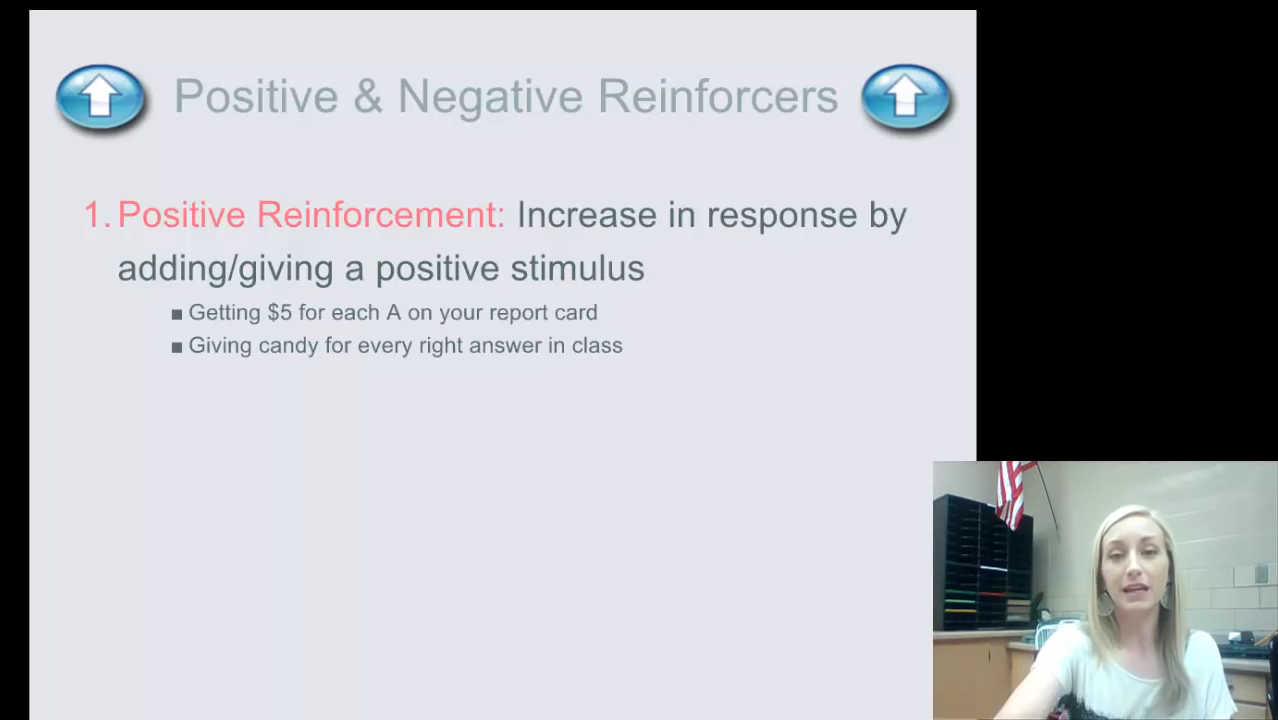 Positive & Negative Reinforcers
1. Positive Reinforcement: Increase in response by
adding/giving a positive stimulus
■ Getting $5 for each A on your report card
■ Giving candy for every right answer in class